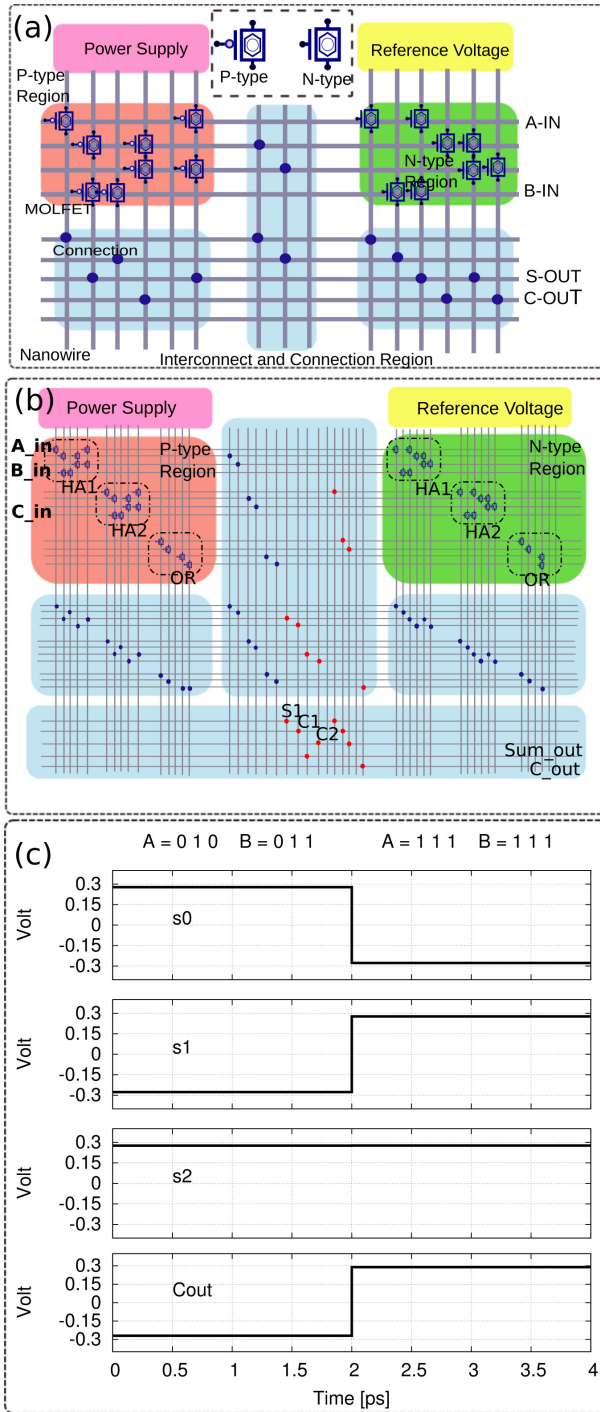 (a)
Power Supply
P-type
N-type
Reference Voltage
P-type
Region
A-IN
N-type
Region
B-IN
MOLFET
Connection
S-OUT
C-OUT
Nanowire
Interconnect and Connection Region
(b)
Power Supply
Reference Voltage
A_in
P-type
Region
N-type
Region
B_in
HA1
HA1
C_in
HA2
HA2
OR
OR
S1
C1
C2
Sum_out
C_out
(c)
A = 0 1 0 B = 0 1 1 A = 1 1 1 B = 1 1 1
Volt
0.3
0.15
0
-0.15
-0.3
s0
Volt
0.3
0.15
0
-0.15
-0.3
s1
Volt
0.3
0.15
0
-0.15
-0.3
s2
Volt
0.3
0.15
0
-0.15
-0.3
Cout
0 0.5 1 1.5 2 2.5 3 3.5 4
Time [ps]